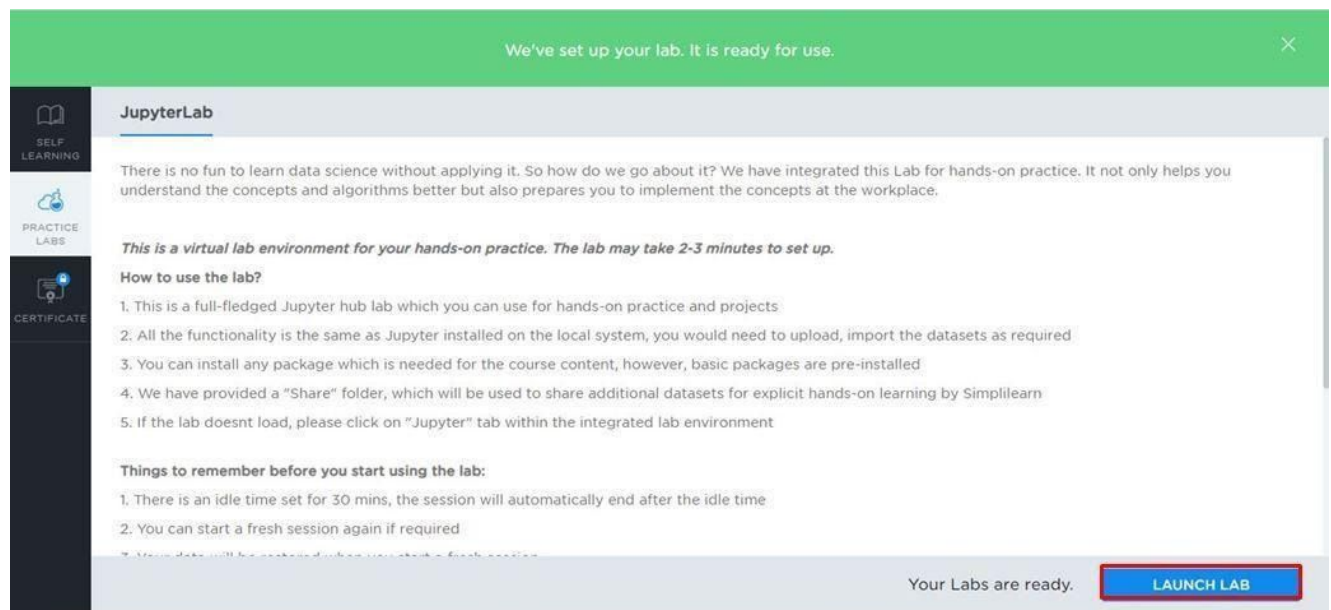 We've set up your lab. It is ready for use.
SELF
LEARNING
PRACTICE
LABS
CERTIFICATE
JupyterLab
There is no fun to learn data science without applying it. So how do we go about it? We have integrated this Lab for hands-on practice. It not only helps you
understand the concepts and algorithms better but also prepares you to implement the concepts at the workplace.
This is a virtual lab environment for your hands-on practice. The lab may take 2-3 minutes to set up.
How to use the lab?
1. This is a full-fledged Jupyter hub lab which you can use for hands-on practice and projects
2. All the functionality is the same as Jupyter installed on the local system, you would need to upload, import the datasets as required
3. You can install any package which is needed for the course content, however, basic packages are pre-installed
4. We have provided a "Share" folder, which will be used to share additional datasets for explicit hands-on learning by Simplilearn
5. If the lab doesnt load, please click on "Jupyter" tab within the integrated lab environment
Things to remember before you start using the lab:
1. There is an idle time set for 30 mins, the session will automatically end after the idle time
2. You can start a fresh session again if required
3. Your data will be restored when you start a fresh session
Your Labs are ready.
LAUNCH LAB